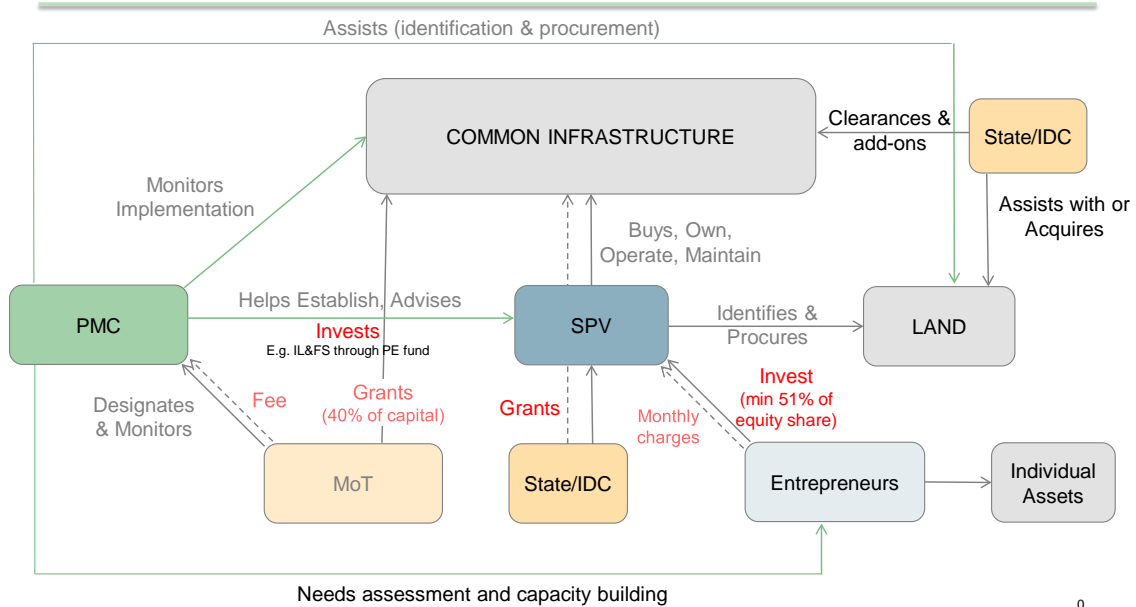 Assists (identification & procurement)
COMMON INFRASTRUCTURE
Clearances &
add-ons
State/IDC
Monitors
Implementation
Buys, Own,
Operate, Maintain
Assists with or
Acquires
PMC
Helps Establish, Advises
Invests
E.g. IL&FS through PE fund
SPV
Identifies &
Procures
LAND
Designates
& Monitors
Fee
Grants
(40% of capital)
Grants
Monthly
charges
Invest
(min 51% of
equity share)
MoT
State/IDC
Entrepreneurs
Individual
Assets
Needs assessment and capacity building
0